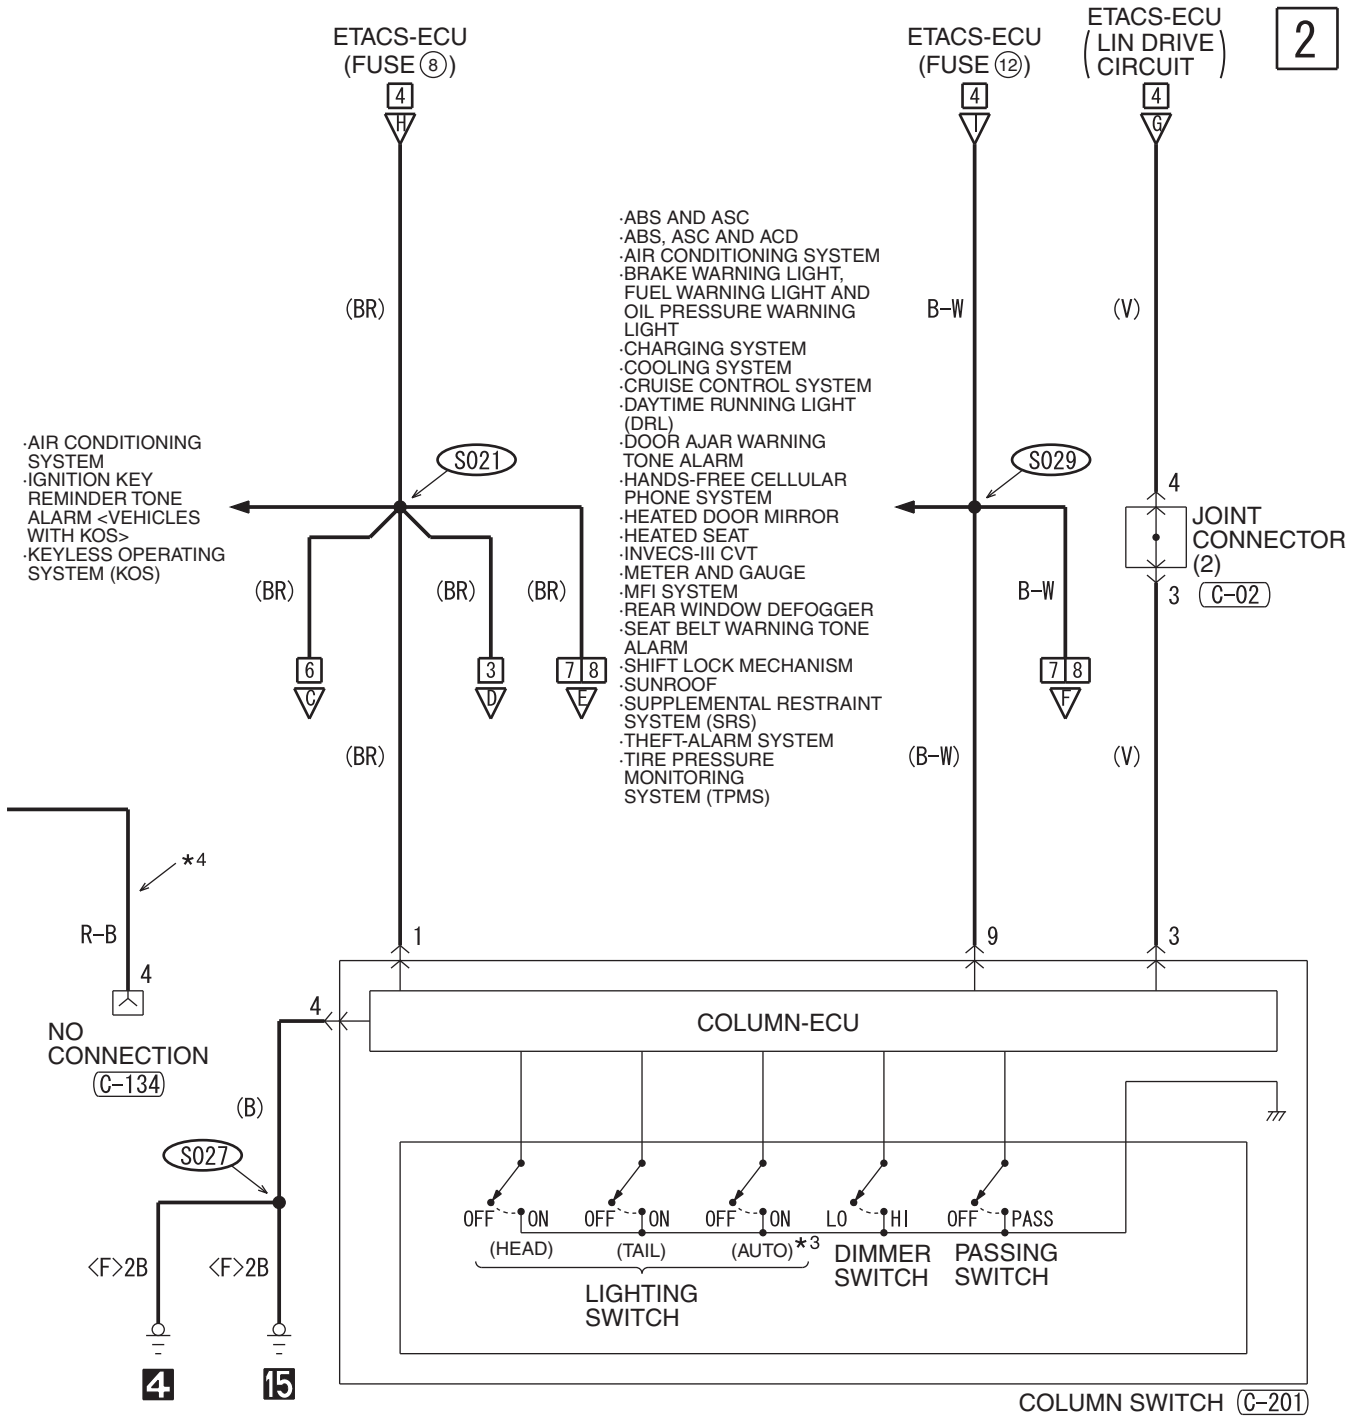 ETACS-ECU
(FUSE 8)
4
H
ETACS-ECU
(FUSE 12)
4
I
ETACS-ECU
(LIN DRIVE
CIRCUIT)
4
G
2
(BR)
·ABS AND ASC
·ABS, ASC AND ACD
·AIR CONDITIONING SYSTEM
·BRAKE WARNING LIGHT,
FUEL WARNING LIGHT AND
OIL PRESSURE WARNING
LIGHT
·CHARGING SYSTEM
·COOLING SYSTEM
·CRUISE CONTROL SYSTEM
·DAYTIME RUNNING LIGHT
(DRL)
·DOOR AJAR WARNING
TONE ALARM
·HANDS-FREE CELLULAR
PHONE SYSTEM
·HEATED DOOR MIRROR
·HEATED SEAT
·INVECS-III CVT
·METER AND GAUGE
·MFI SYSTEM
·REAR WINDOW DEFOGGER
·SEAT BELT WARNING TONE
ALARM
·SHIFT LOCK MECHANISM
·SUNROOF
·SUPPLEMENTAL RESTRAINT
SYSTEM (SRS)
·THEFT-ALARM SYSTEM
·TIRE PRESSURE
MONITORING
SYSTEM (TPMS)
B-W
(V)
·AIR CONDITIONING
SYSTEM
·IGNITION KEY
REMINDER TONE
ALARM <VEHICLES
WITH KOS>
·KEYLESS OPERATING
SYSTEM (KOS)
S021
S029
4
JOINT
CONNECTOR
(2)
3
C-02
(BR)
(BR)
(BR)
B-W
6
C
3
D
7 8
E
7 8
F
(BR)
(B-W)
(V)
*4
R-B
4
NO
CONNECTION
C-134
1
9
3
4
COLUMN-ECU
(B)
S027
<F>2B
<F>2B
4
15
OFF ON
(HEAD)
OFF ON
(TAIL)
OFF ON
(AUTO)*3
LIGHTING
SWITCH
LO HI
DIMMER
SWITCH
OFF PASS
PASSING
SWITCH
COLUMN SWITCH C-201